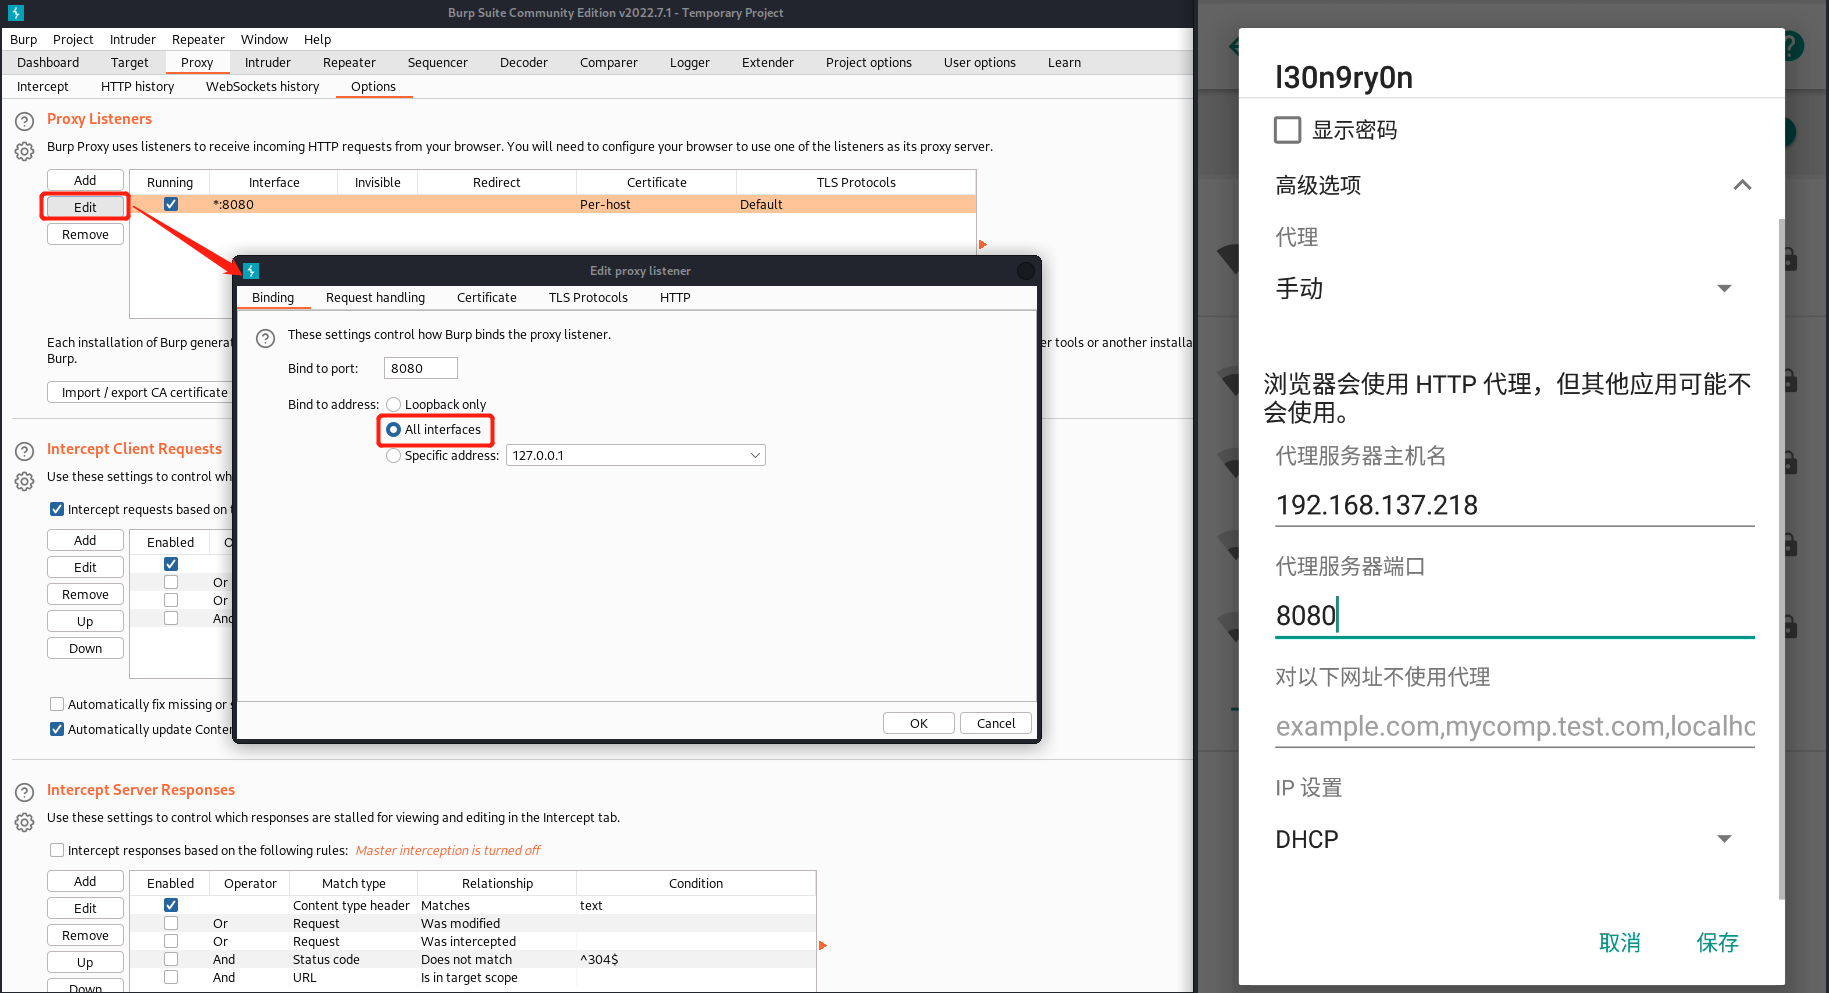 Burp Suite Community Edition v2022.7.1 - Temporary Project
Burp Project Intruder Repeater Window Help
Dashboard Target Proxy Intruder Repeater Sequencer Decoder Comparer Logger Extender Project options User options Learn
Intercept HTTP history WebSockets history Options
Proxy Listeners
Burp Proxy uses listeners to receive incoming HTTP requests from your browser. You will need to configure your browser to use one of the listeners as its proxy server.
Add
Edit
Remove
Running Interface Invisible Redirect Certificate TLS Protocols
*:8080 Per-host Default
Each installation of Burp generat
er tools or another installa
Burp.
Import / export CA certificate
Edit proxy listener
Binding Request handling Certificate TLS Protocols HTTP
These settings control how Burp binds the proxy listener.
Bind to port: 8080
Bind to address: Loopback only
All interfaces
Specific address: 127.0.0.1
OK Cancel
Intercept Client Requests
Use these settings to control wh
Intercept requests based on t
Add
Edit
Remove
Up
Down
Enabled O
Or
Or
And
Automatically fix missing or s
Automatically update Conter
Intercept Server Responses
Use these settings to control which responses are stalled for viewing and editing in the Intercept tab.
Intercept responses based on the following rules: Master interception is turned off
Add
Edit
Remove
Up
Down
Enabled Operator Match type Relationship Condition
Content type header Matches text
Or Request Was modified
Or Request Was intercepted
And Status code Does not match ^304$
And URL Is in target scope
l30n9ry0n
显示密码
高级选项
代理
手动
浏览器会使用 HTTP 代理，但其他应用可能不
会使用。
代理服务器主机名
192.168.137.218
代理服务器端口
8080
对以下网址不使用代理
example.com,mycomp.test.com,localhc
IP 设置
DHCP
取消 保存